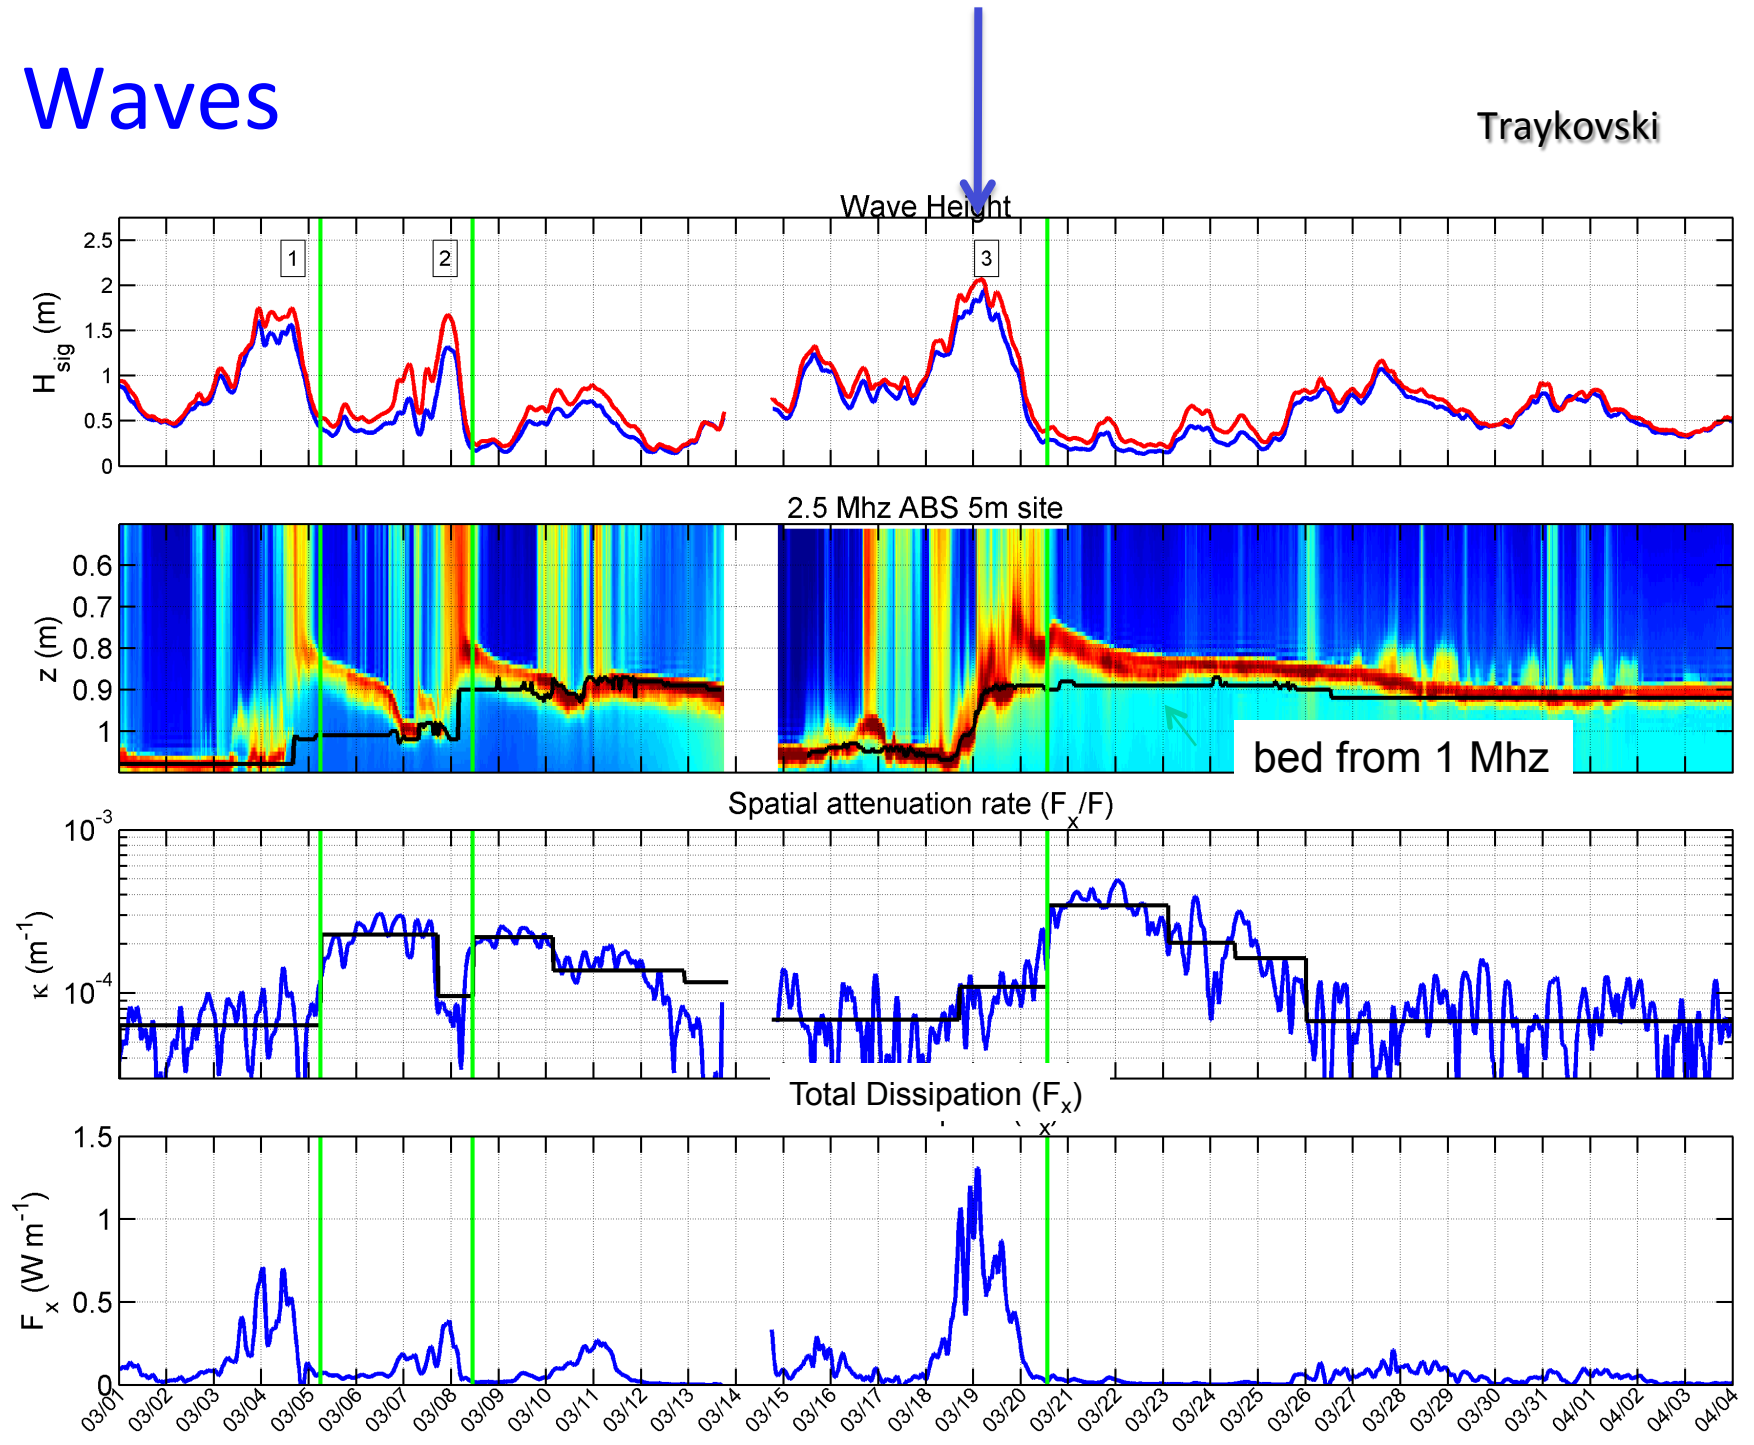 Waves
Traykovski
Wave Height
H_sig (m)
2.5
2
1.5
1
0.5
0
1
2
3
2.5 Mhz ABS 5m site
z (m)
0.6
0.7
0.8
0.9
1
bed from 1 Mhz
Spatial attenuation rate (F_x/F)
κ (m^-1)
10^-3
10^-4
Total Dissipation (F_x)
F_x (W m^-1)
1.5
1
0.5
0
03/01 03/02 03/03 03/04 03/05 03/06 03/07 03/08 03/09 03/10 03/11 03/12 03/13 03/14 03/15 03/16 03/17 03/18 03/19 03/20 03/21 03/22 03/23 03/24 03/25 03/26 03/27 03/28 03/29 03/30 03/31 04/01 04/02 04/03 04/04